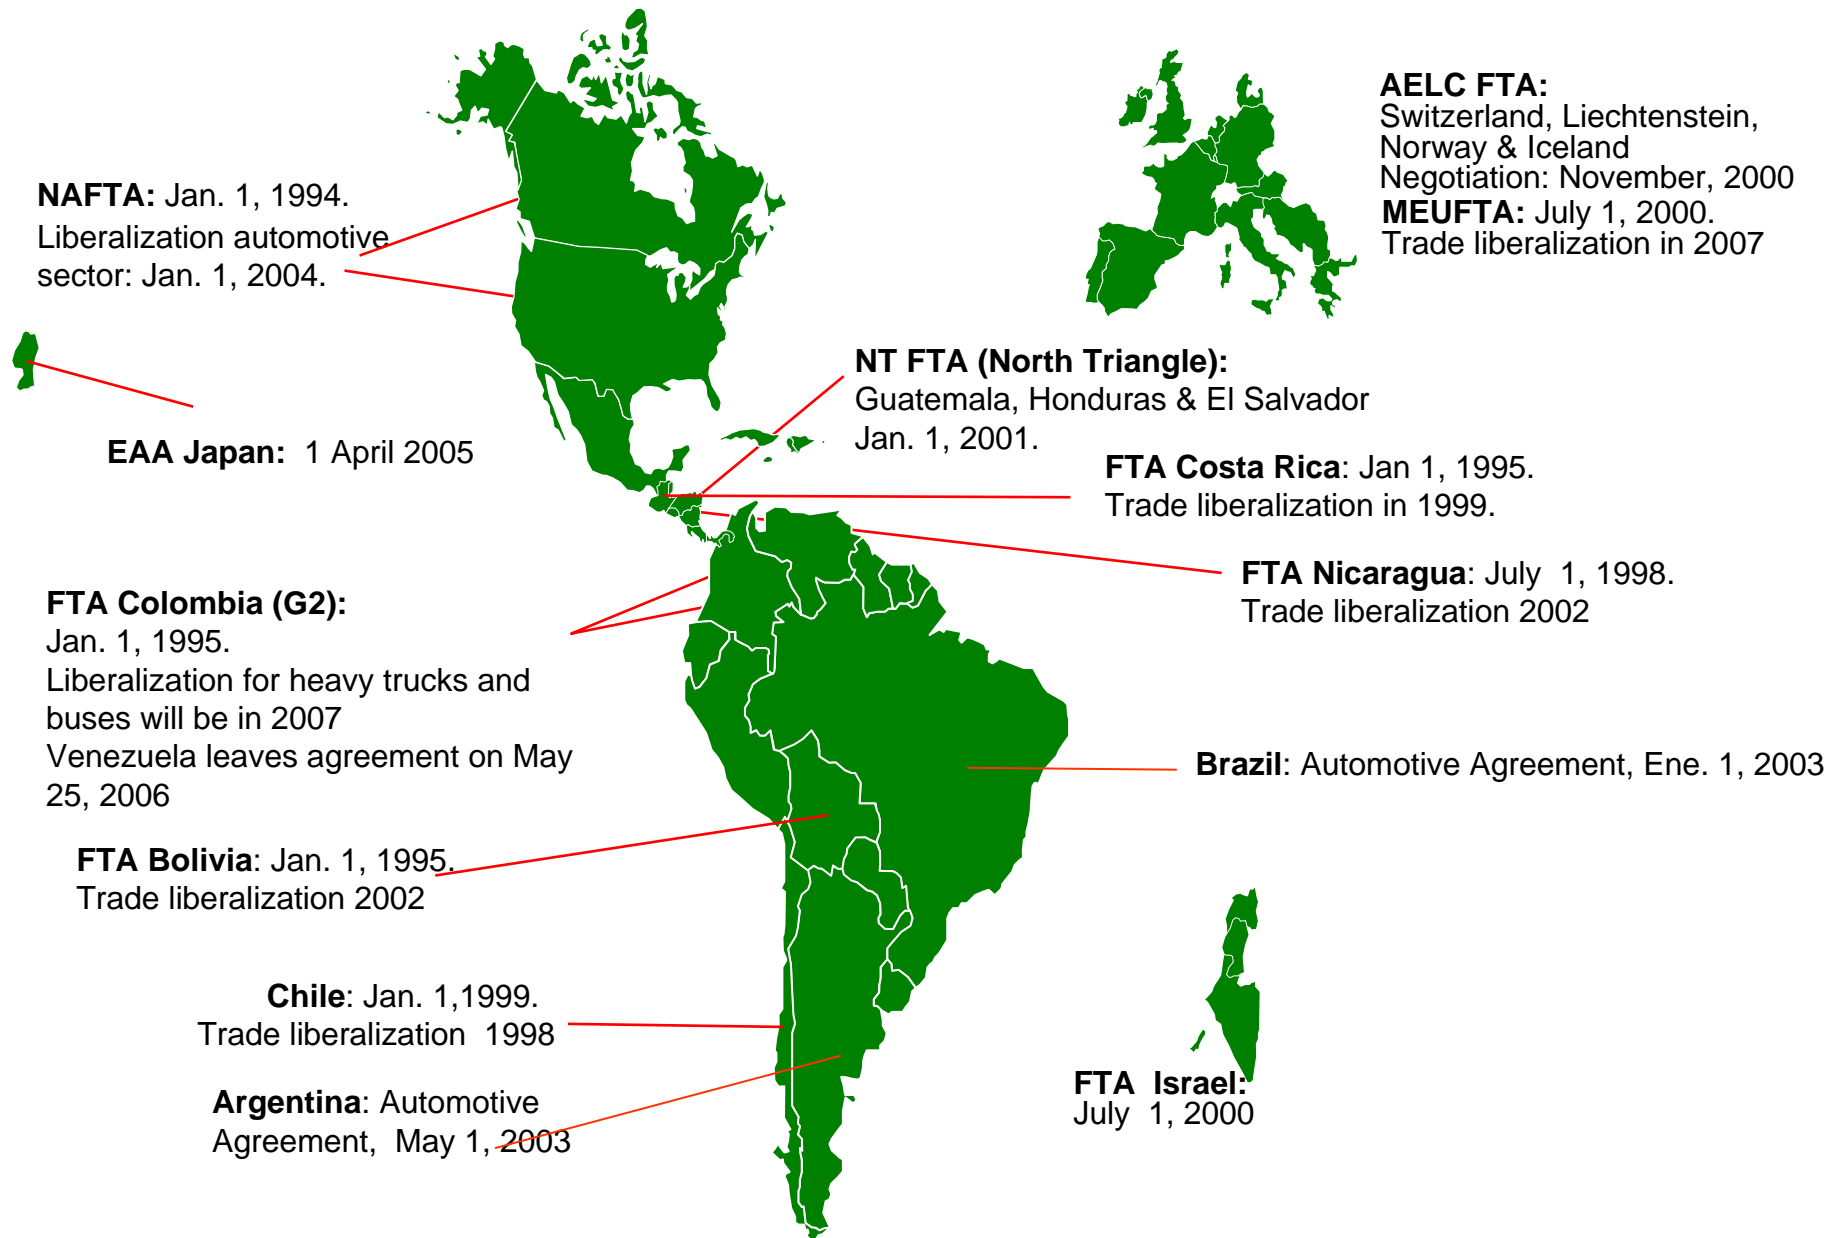 AELC FTA:
Switzerland, Liechtenstein,
Norway & Iceland
Negotiation: November, 2000
MEUFTA: July 1, 2000.
Trade liberalization in 2007
NAFTA: Jan. 1, 1994.
Liberalization automotive
sector: Jan. 1, 2004.
NT FTA (North Triangle):
Guatemala, Honduras & El Salvador
Jan. 1, 2001.
EAA Japan: 1 April 2005
FTA Costa Rica: Jan 1, 1995.
Trade liberalization in 1999.
FTA Nicaragua: July 1, 1998.
Trade liberalization 2002
FTA Colombia (G2):
Jan. 1, 1995.
Liberalization for heavy trucks and
buses will be in 2007
Venezuela leaves agreement on May
25, 2006
Brazil: Automotive Agreement, Ene. 1, 2003
FTA Bolivia: Jan. 1, 1995.
Trade liberalization 2002
Chile: Jan. 1,1999.
Trade liberalization 1998
Argentina: Automotive
Agreement, May 1, 2003
FTA Israel:
July 1, 2000